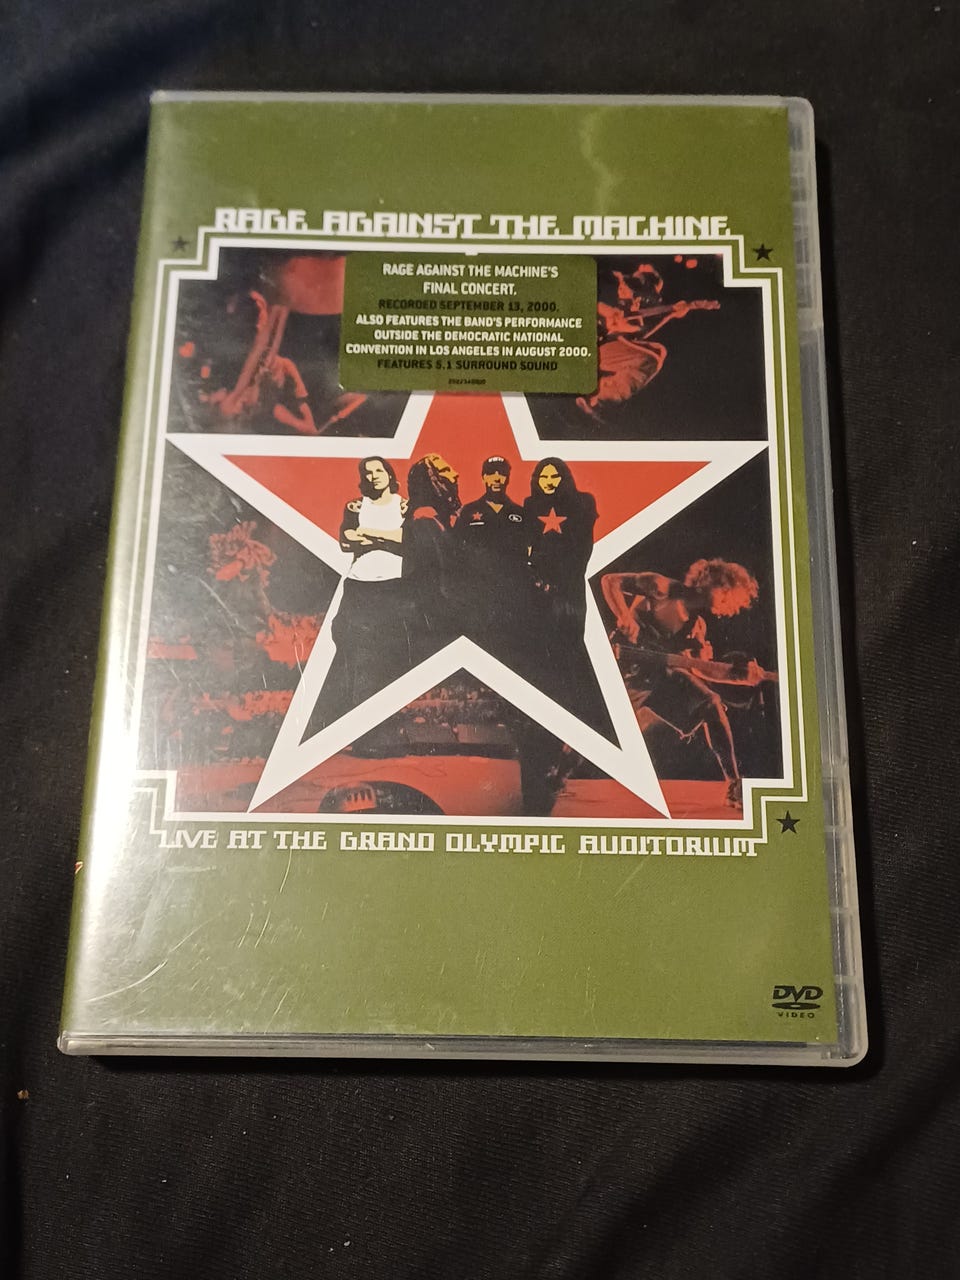 RAGE AGAINST THE MACHINE
RAGE AGAINST THE MACHINE'S
FINAL CONCERT.
RECORDED SEPTEMBER 13, 2000.
ALSO FEATURES THE BAND'S PERFORMANCE
OUTSIDE THE DEMOCRATIC NATIONAL
CONVENTION IN LOS ANGELES IN AUGUST 2000.
FEATURES 5.1 SURROUND SOUND
LIVE AT THE GRAND OLYMPIC AUDITORIUM
DVD
VIDEO